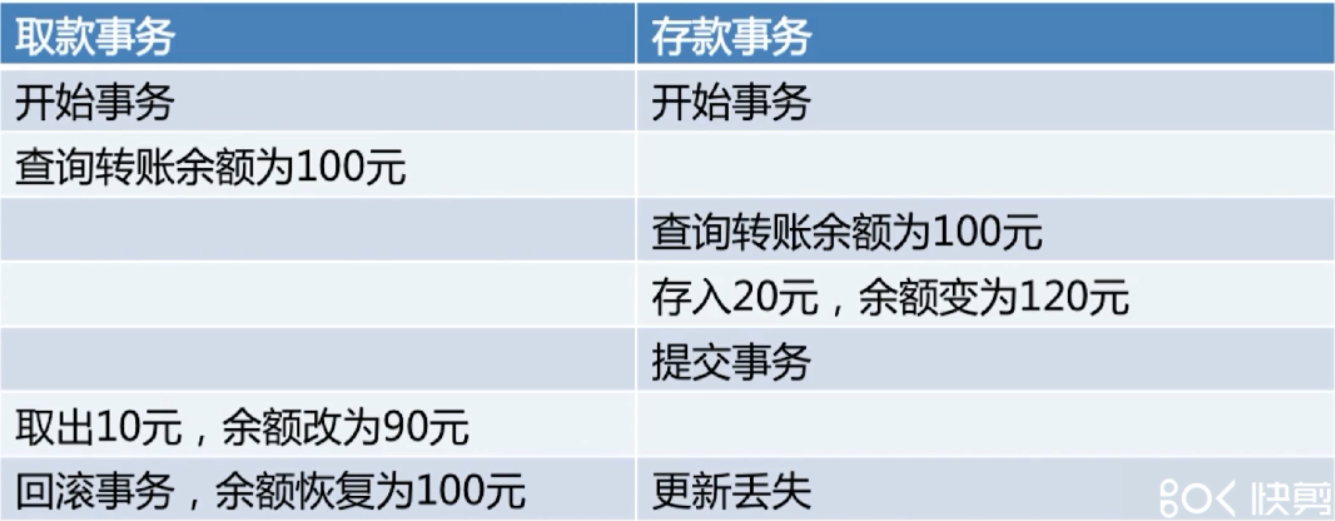 取款事务 存款事务
开始事务 开始事务
查询转账余额为100元
查询转账余额为100元
存入20元，余额变为120元
提交事务
取出10元，余额改为90元
回滚事务，余额恢复为100元 更新丢失
快剪